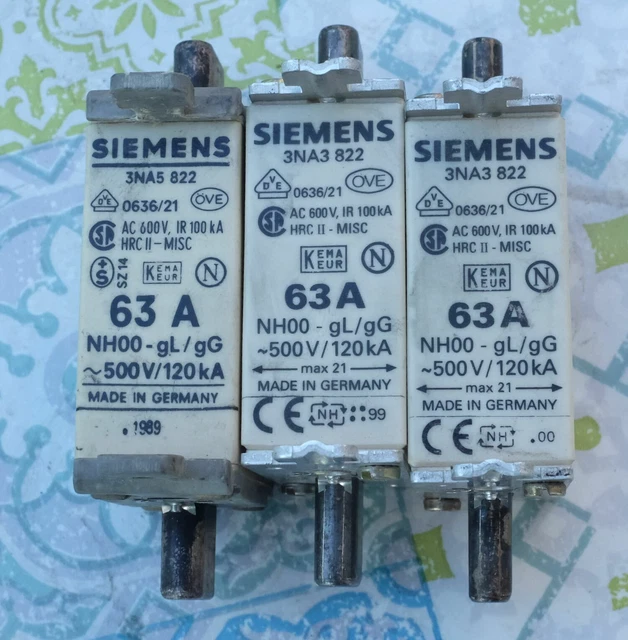 SIEMENS
3NA5 822
VDE 0636/21 OVE
AC 600V, IR 100kA
HRC II - MISC
+ S SZ 14 KEMA EUR N
63 A
NH00 - gL/gG
~500V/120kA
MADE IN GERMANY
. 1989
SIEMENS
3NA3 822
VDE 0636/21 OVE
AC 600V, IR 100kA
HRC II - MISC
KEMA EUR N
63 A
NH00 - gL/gG
~500V/120kA
max 21
MADE IN GERMANY
CE NH 99
SIEMENS
3NA3 822
VDE 0636/21 OVE
AC 600V, IR 100kA
HRC II - MISC
KEMA EUR N
63 A
NH00 - gL/gG
~500V/120kA
max 21
MADE IN GERMANY
CE NH .00